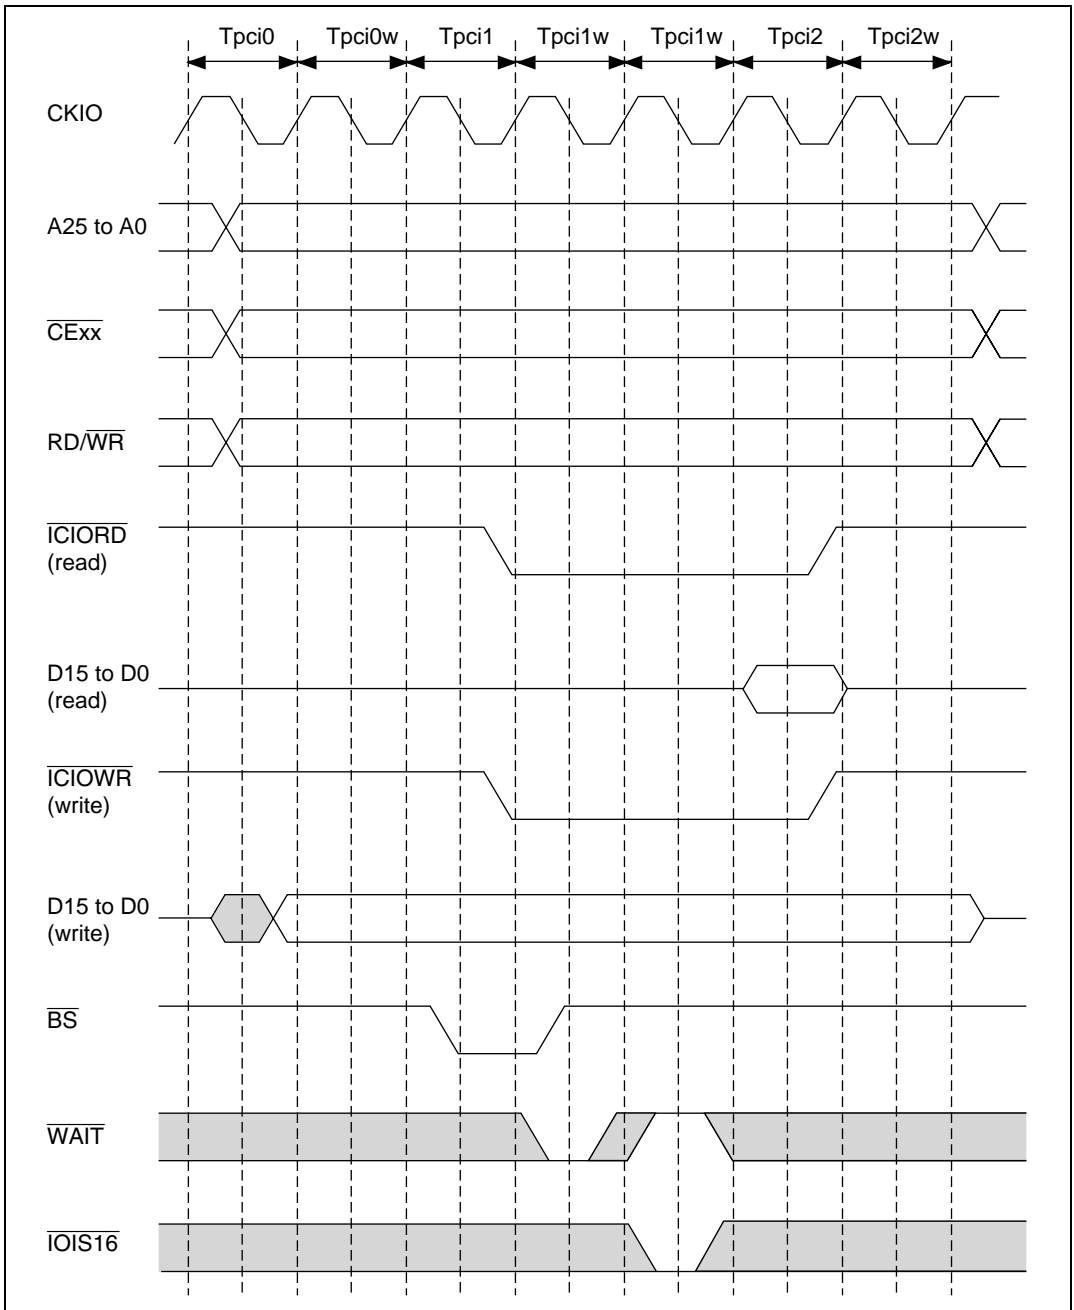 Tpci0 Tpci0w Tpci1 Tpci1w Tpci1w Tpci2 Tpci2w
CKIO
A25 to A0
CExx
RD/WR
ICIORD
(read)
D15 to D0
(read)
ICIOWR
(write)
D15 to D0
(write)
BS
WAIT
IOIS16